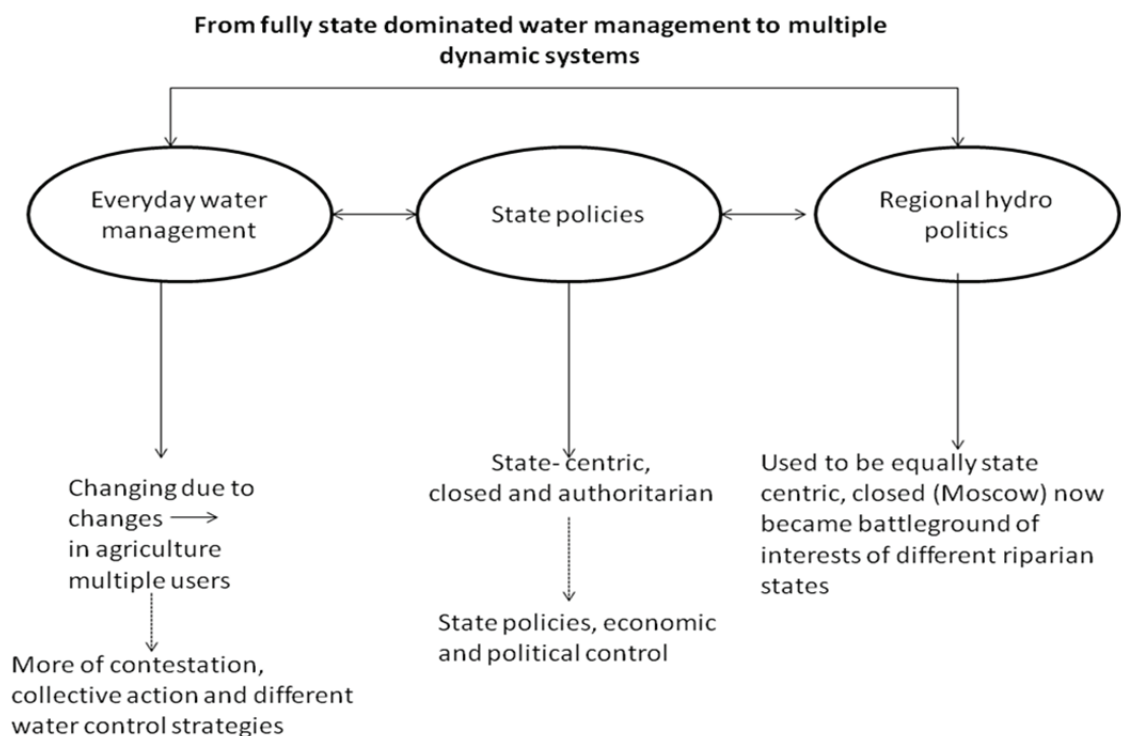 From fully state dominated water management to multiple
dynamic systems
Everyday water
management
State policies
Regional hydro
politics
Changing due to
changes →
in agriculture
multiple users
More of contestation,
collective action and different
water control strategies
State- centric,
closed and authoritarian
State policies, economic
and political control
Used to be equally state
centric, closed (Moscow) now
became battleground of
interests of different riparian
states